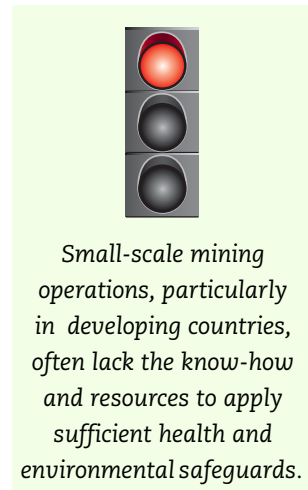 Small-scale mining
operations, particularly
in developing countries,
often lack the know-how
and resources to apply
sufficient health and
environmental safeguards.